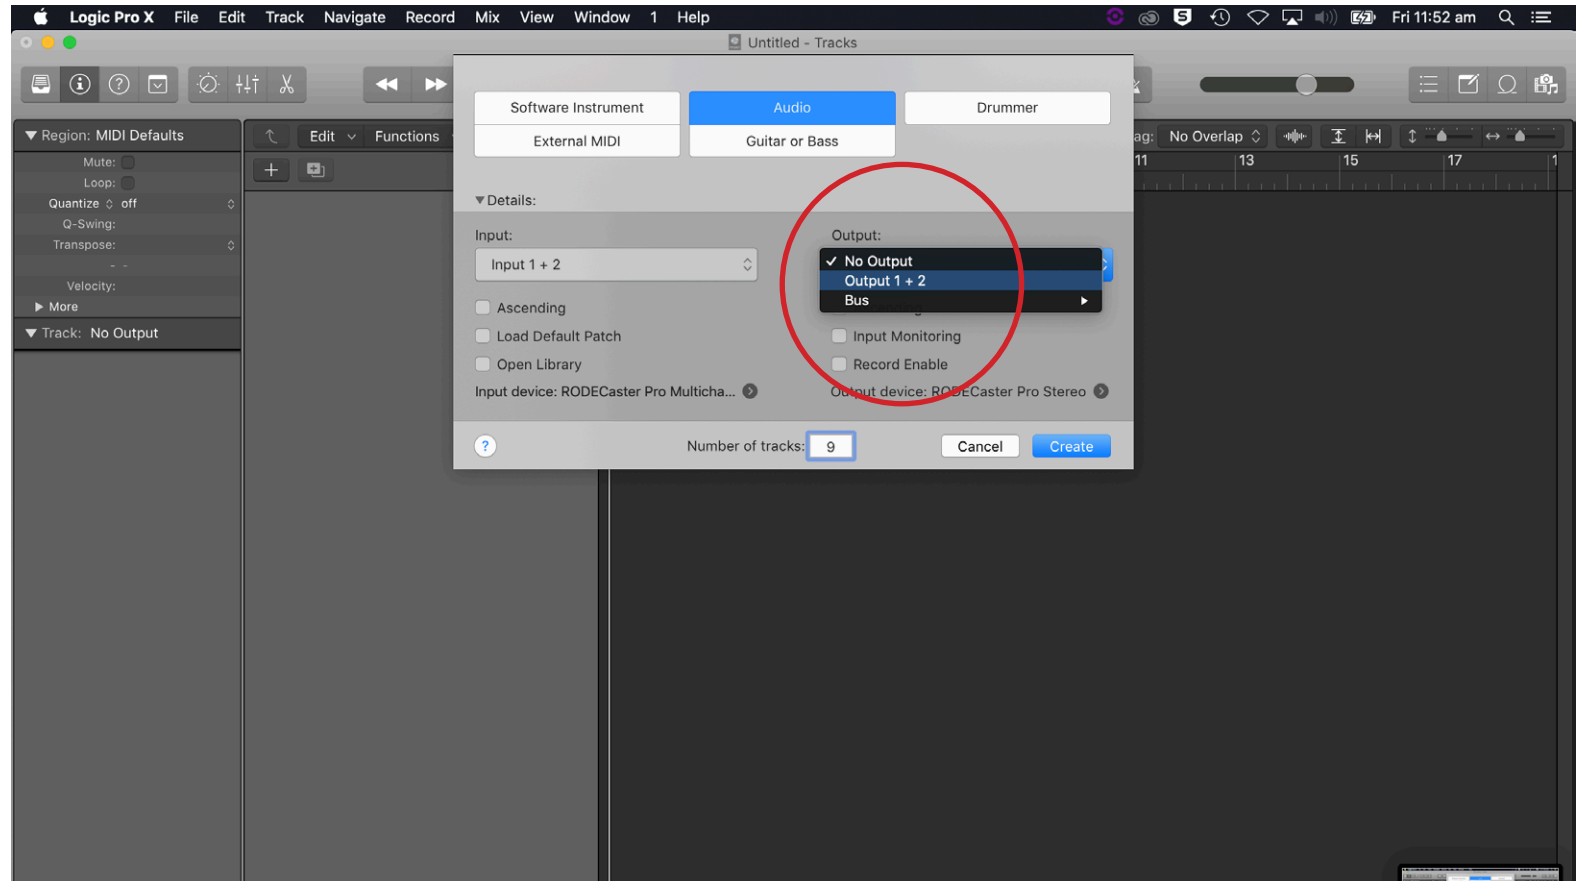 Logic Pro X File Edit Track Navigate Record Mix View Window 1 Help
Fri 11:52 am
Untitled - Tracks
Software Instrument Audio Drummer
External MIDI Guitar or Bass
Region: MIDI Defaults
Edit Functions
No Overlap
Mute:
Loop:
Quantize off
Q-Swing:
Transpose:
- -
Velocity:
More
Track: No Output
11 13 15 17 1
Details:
Input: Output:
Input 1 + 2
No Output
Output 1 + 2
Bus
Ascending
Load Default Patch Input Monitoring
Open Library Record Enable
Input device: RODECaster Pro Multicha... Output device: RODECaster Pro Stereo
? Number of tracks: 9 Cancel Create